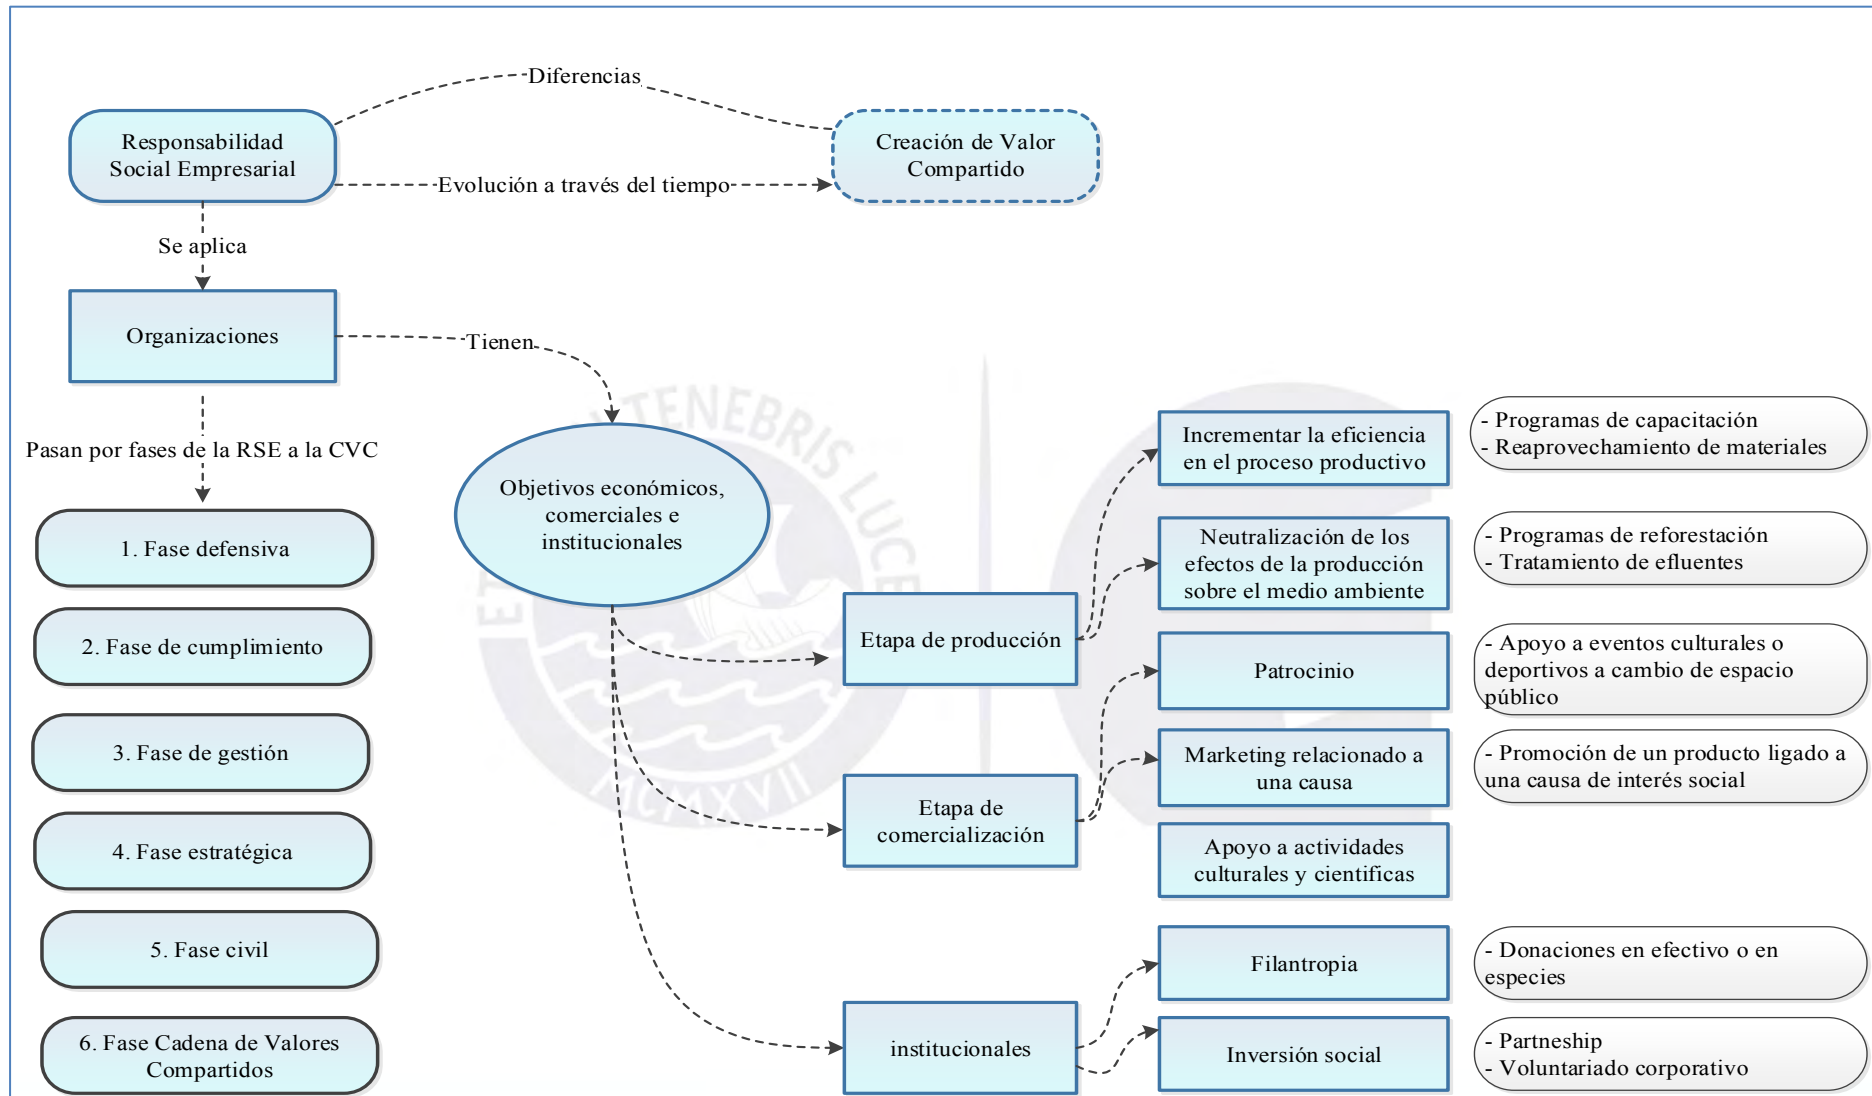 Diferencias
Responsabilidad
Social Empresarial
Creación de Valor
Compartido
Evolución a través del tiempo
Se aplica
Organizaciones
Tienen
Pasan por fases de la RSE a la CVC
1. Fase defensiva
2. Fase de cumplimiento
3. Fase de gestión
4. Fase estratégica
5. Fase civil
6. Fase Cadena de Valores
Compartidos
Objetivos económicos,
comerciales e
institucionales
Etapa de producción
Incrementar la eficiencia
en el proceso productivo
- Programas de capacitación
- Reaprovechamiento de materiales
Neutralización de los
efectos de la producción
sobre el medio ambiente
- Programas de reforestación
- Tratamiento de efluentes
Etapa de
comercialización
Patrocinio
- Apoyo a eventos culturales o
deportivos a cambio de espacio
público
Marketing relacionado a
una causa
- Promoción de un producto ligado a
una causa de interés social
Apoyo a actividades
culturales y cientificas
institucionales
Filantropia
- Donaciones en efectivo o en
especies
Inversión social
- Partneship
- Voluntariado corporativo
ET
TENEBRIS LUCE
MCMXVII